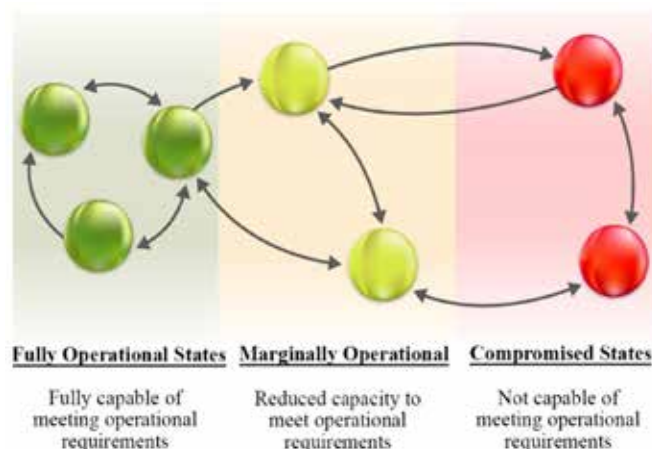 Fully Operational States
Marginally Operational
Compromised States
Fully capable of
meeting operational
requirements
Reduced capacity to
meet operational
requirements
Not capable of
meeting operational
requirements